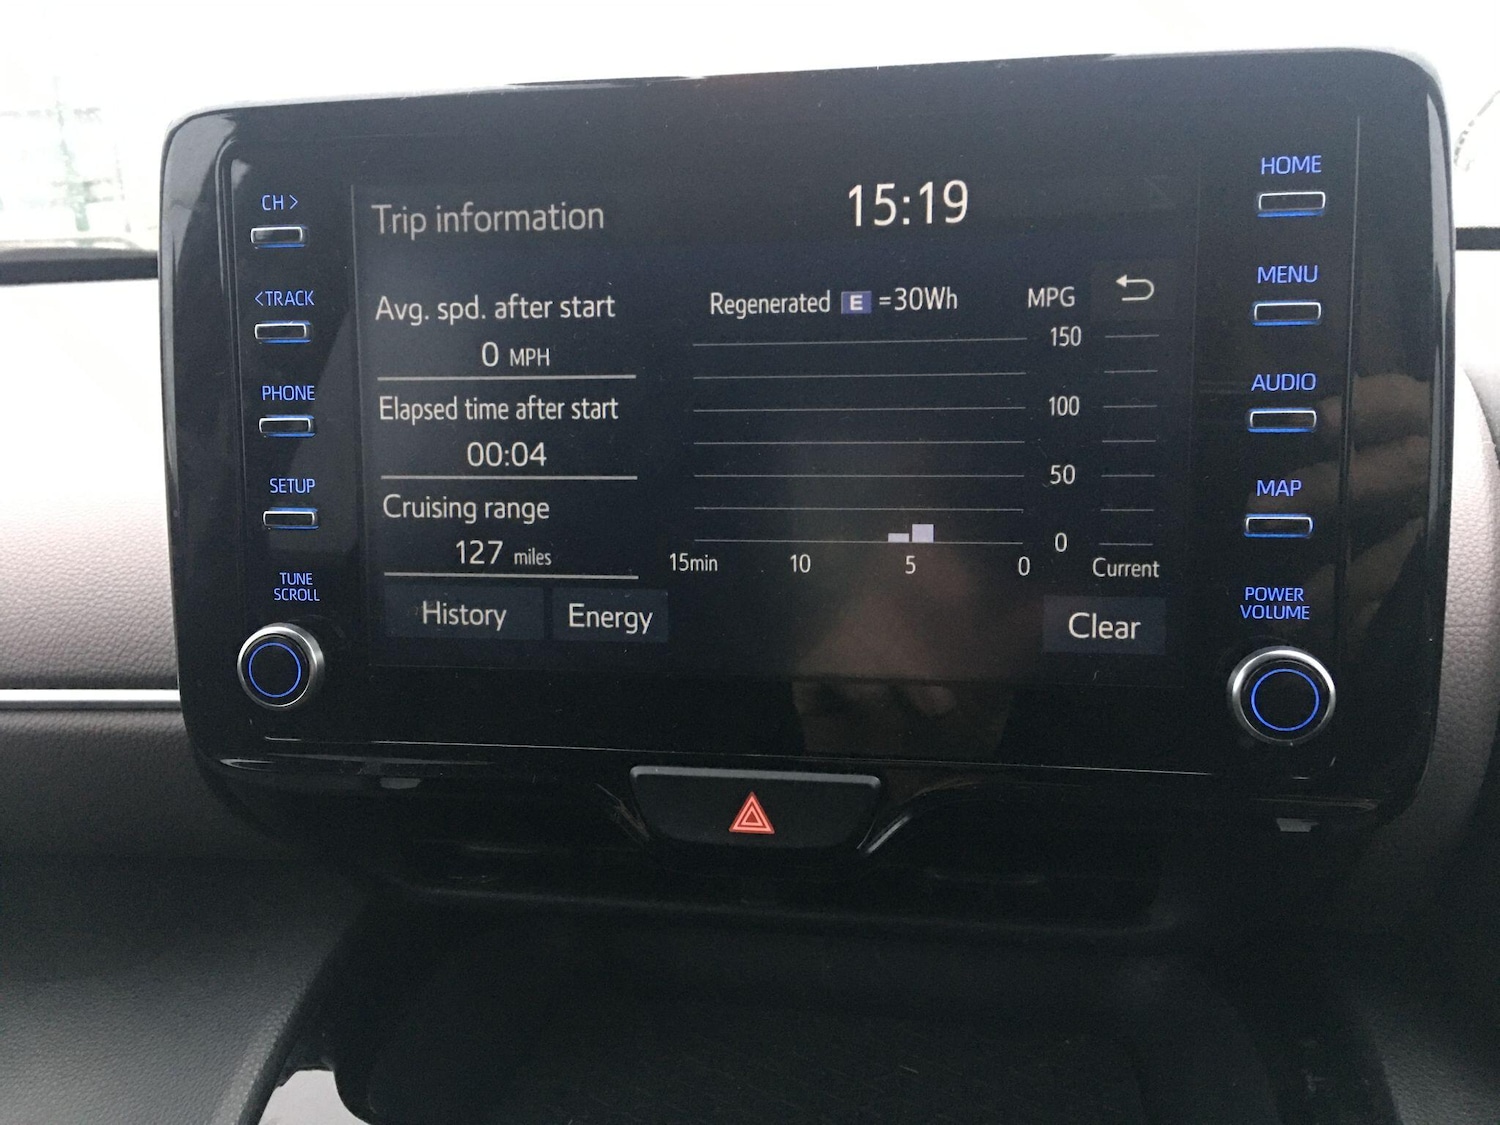 CH >
< TRACK
PHONE
SETUP
TUNE
SCROLL
Trip information
15:19
Avg. spd. after start
0 MPH
Elapsed time after start
00:04
Cruising range
127 miles
History
Energy
Regenerated E =30Wh
MPG
150
100
50
0
15min 10 5 0
Current
Clear
HOME
MENU
AUDIO
MAP
POWER
VOLUME